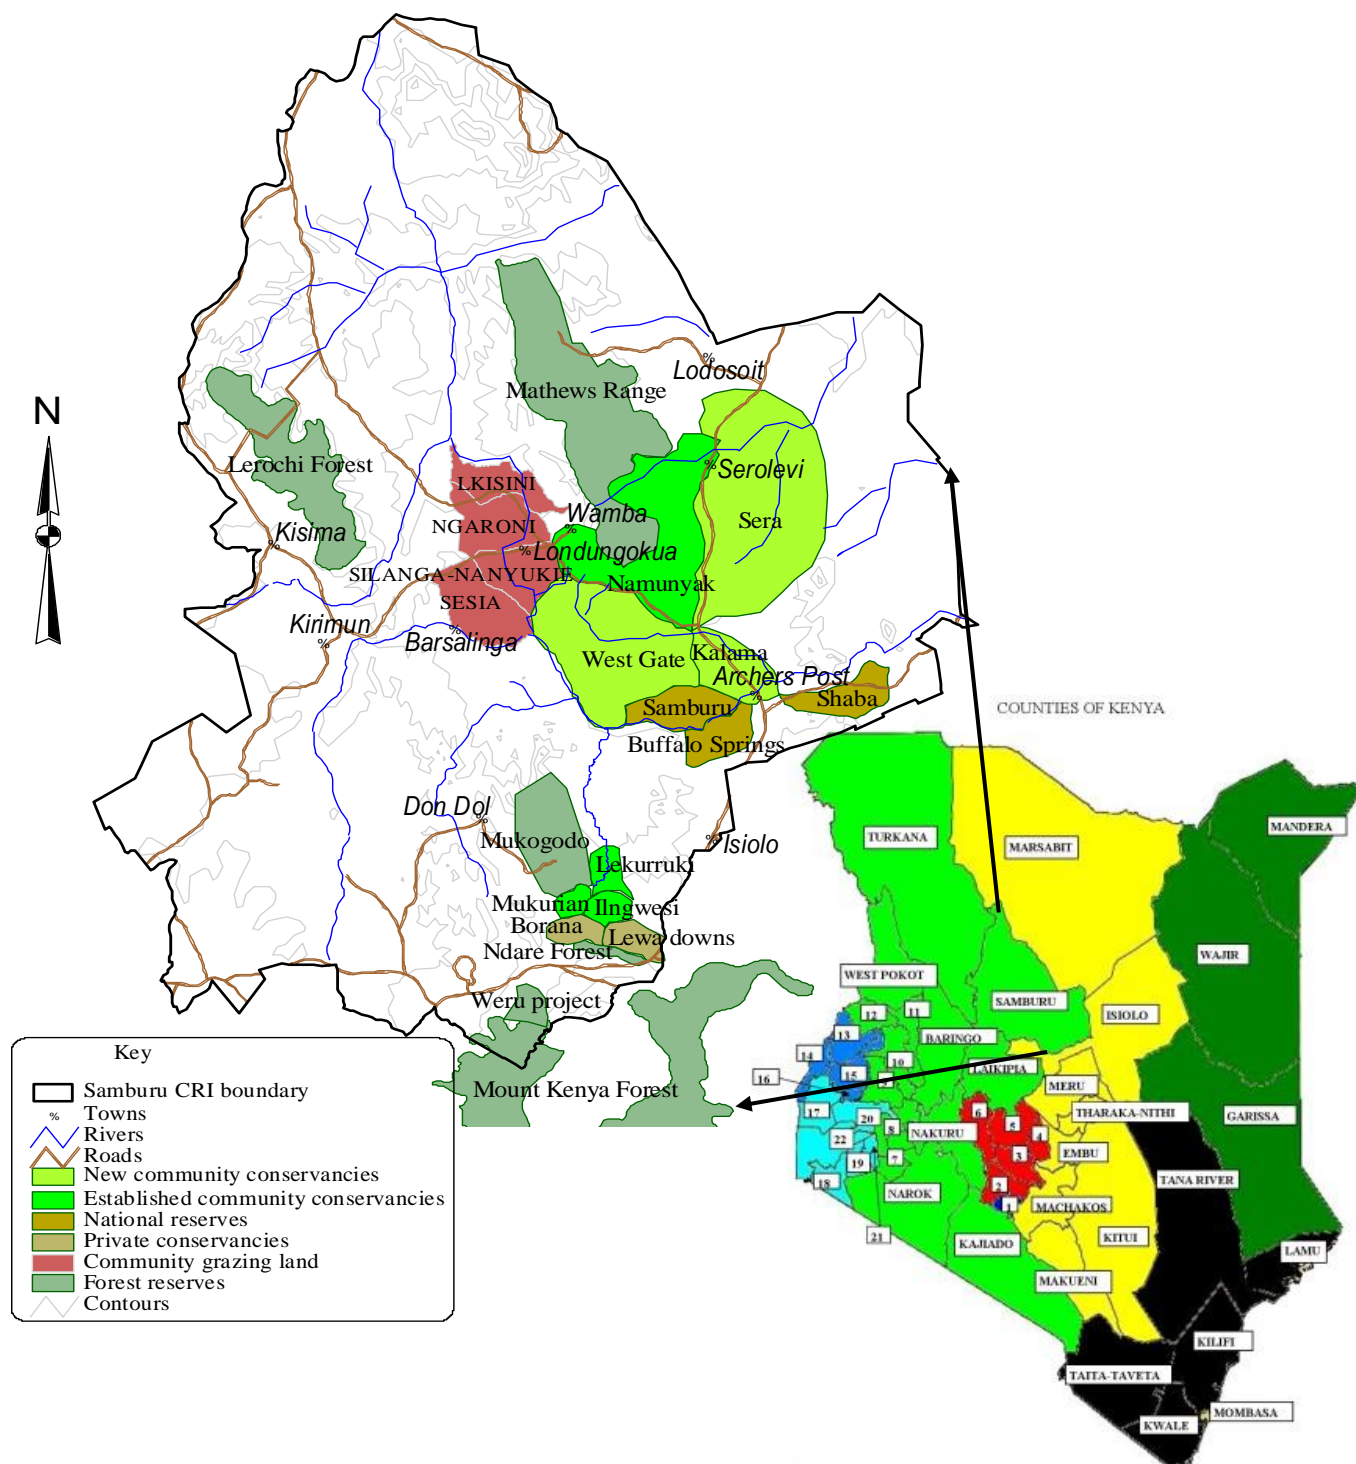 N
Lodosoit
Mathews Range
Lerochi Forest
Serolevi
LKISINI
Wamba
Sera
NGARONI
Kisima
Londungokua
SILANGA-NANYUKIE
Namunyak
SESIA
Kirimun
Barsalinga
West Gate
Kalama
Archers Post
Samburu
Shaba
Buffalo Springs
Don Dol
Mukogodo
Isiolo
Lekurruki
Mukurian
Ilngwesi
Borana
Lewa downs
Ndare Forest
Weru project
Mount Kenya Forest
Key
Samburu CRI boundary
% Towns
Rivers
Roads
New community conservancies
Established community conservancies
National reserves
Private conservancies
Community grazing land
Forest reserves
Contours
COUNTIES OF KENYA
MANDERA
TURKANA
MARSABIT
WAJIR
WEST POKOT
SAMBURU
ISIOLO
12
11
13
BARINGO
14
10
LAIKIPIA
15
16
9
MERU
17
6
THARAKA-NITHI
20
8
5
GARISSA
22
NAKURU
4
3
EMBU
19
7
TANA RIVER
18
NAROK
2
1
MACHAKOS
21
KAJIADO
KITUI
LAMU
MAKUENI
KILIFI
TAITA-TAVETA
MOMBASA
KWALE